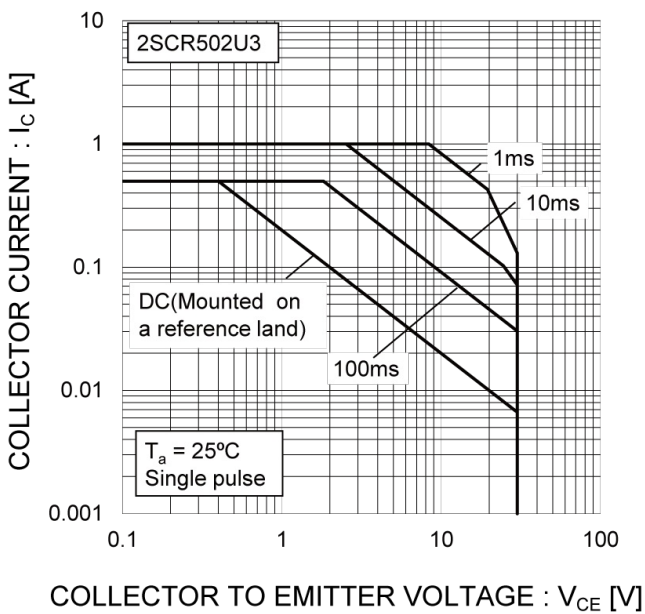 10
2SCR502U3
COLLECTOR CURRENT : IC [A]
1
1ms
10ms
0.1
DC(Mounted on
a reference land)
100ms
0.01
Ta = 25ºC
Single pulse
0.001
0.1
1
10
100
COLLECTOR TO EMITTER VOLTAGE : VCE [V]